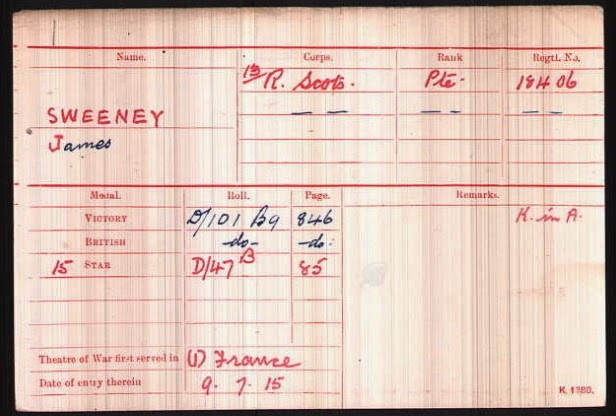 Name. Corps. Rank Regtl. No.
13/R. Scots. Pte. 18406
SWEENEY — — — — — —
James
Medal. Roll. Page. Remarks.
VICTORY D/101 B9 846 K. in A.
BRITISH -do- -do-
15 STAR D/47 B 85
Theatre of War first served in (1) France
Date of entry therein 9. 7. 15
K. 1380.